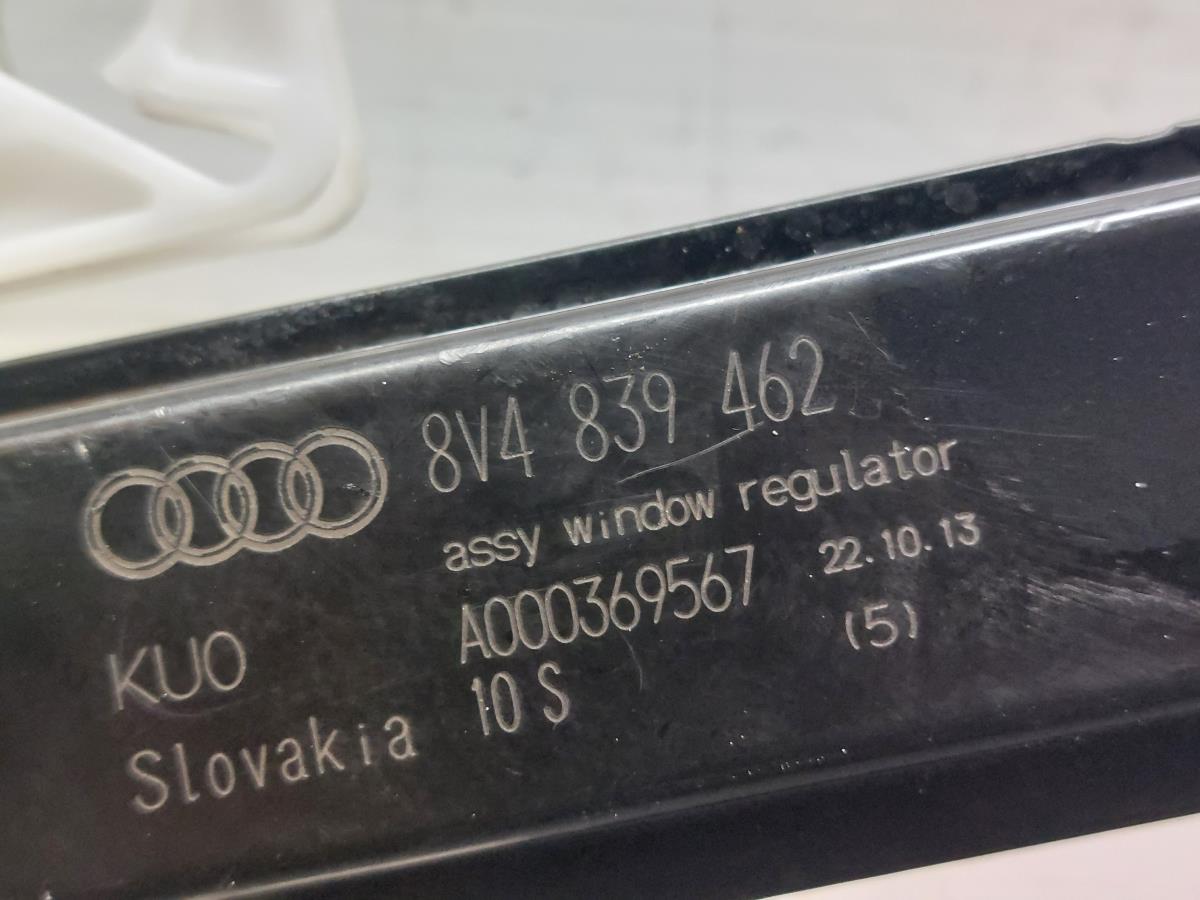 8V4 839 462
assy window regulator
A000369567 22.10.13
KUO 10 S (5)
Slovakia